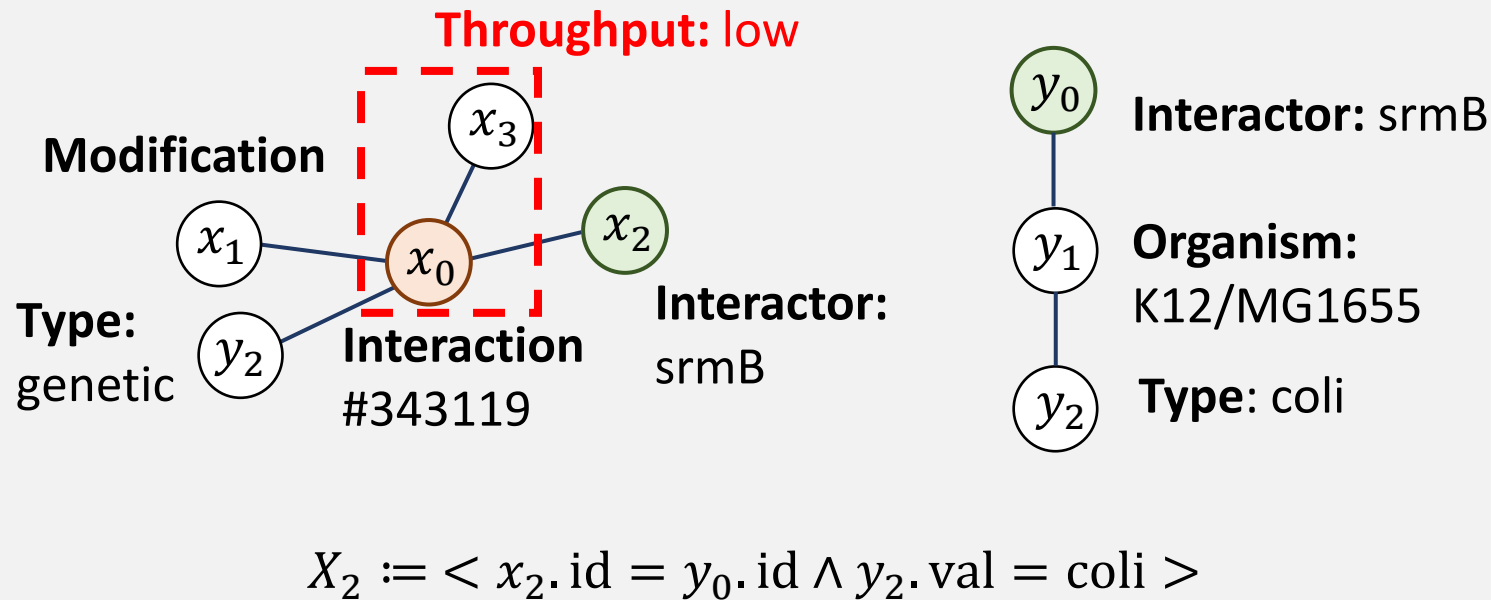 Throughput: low
x₃
Modification
x₁
x₀
x₂
Type:
genetic
y₂
Interaction
#343119
Interactor:
srmB
y₀
Interactor: srmB
y₁
Organism:
K12/MG1655
y₂
Type: coli
X₂ ≔ < x₂.id = y₀.id ∧ y₂.val = coli >